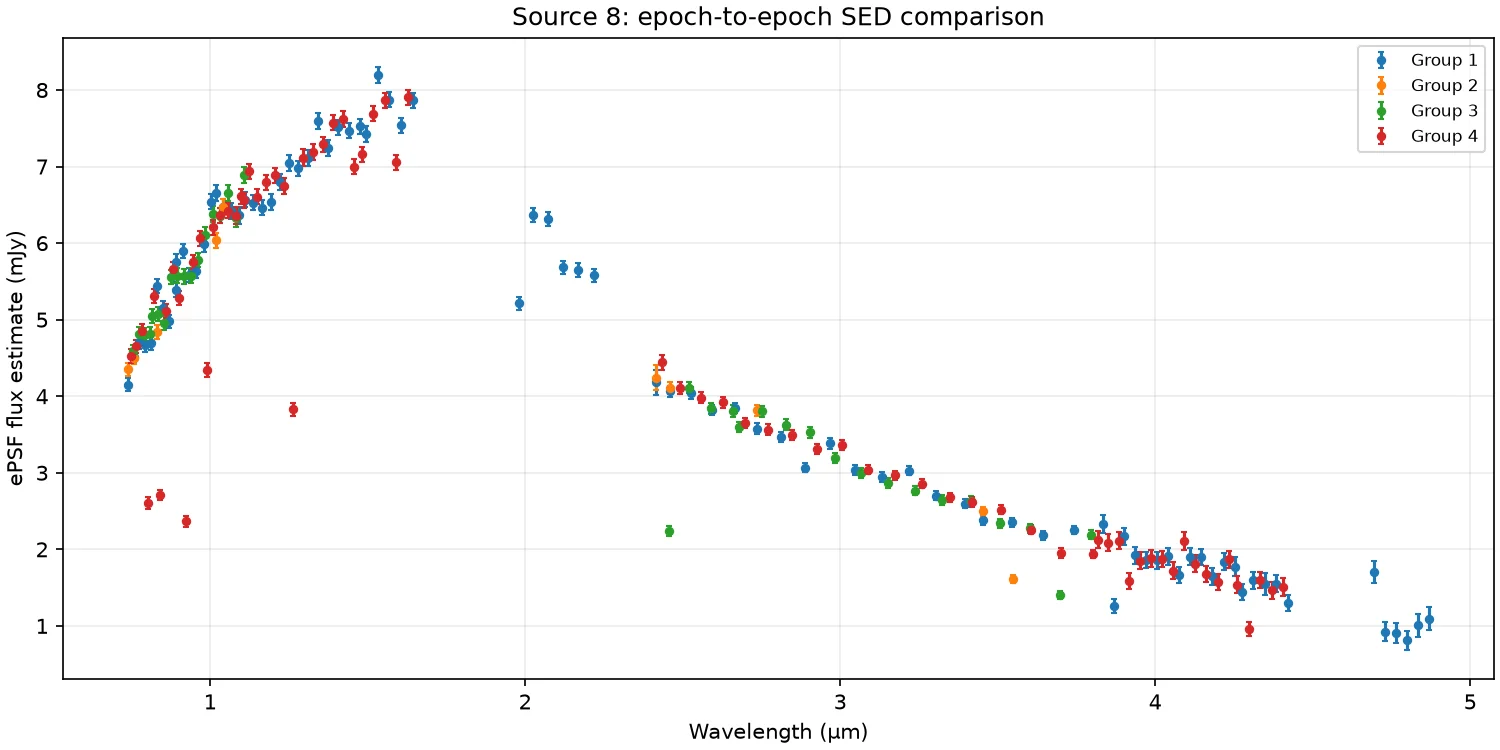 Source 8: epoch-to-epoch SED comparison
Group 1
Group 2
Group 3
Group 4
ePSF flux estimate (mJy)
8
7
6
5
4
3
2
1
1 2 3 4 5
Wavelength (μm)